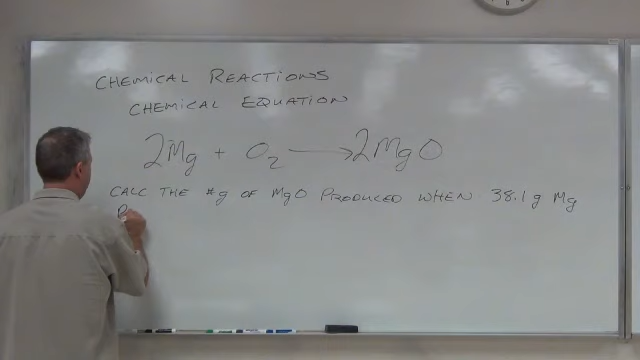 CHEMICAL REACTIONS
CHEMICAL EQUATION
2Mg + O₂ → 2MgO
CALC THE #g OF MgO PRODUCED WHEN 38.1g Mg